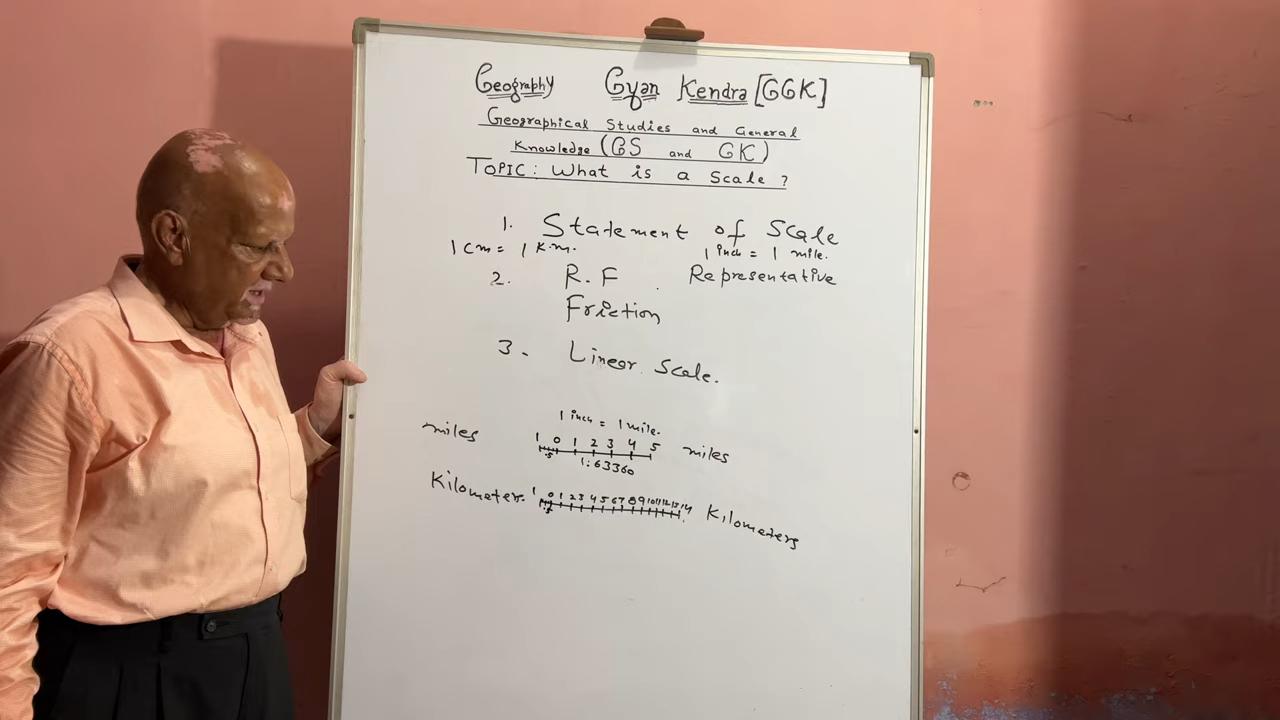 Geography Gyan Kendra [GGK]
Geographical Studies and General
Knowledge (GS and GK)
TOPIC: What is a Scale?
1. Statement of Scale
1 cm = 1 K.m. 1 inch = 1 mile.
2. R.F. Representative
Friction
3. Linear Scale.
1 inch = 1 mile.
miles 1 0 1 2 3 4 5 miles
.5
1:63360
Kilometer. 1 0 1 2 3 4 5 6 7 8 9 10 11 12 13 14 Kilometers
.5